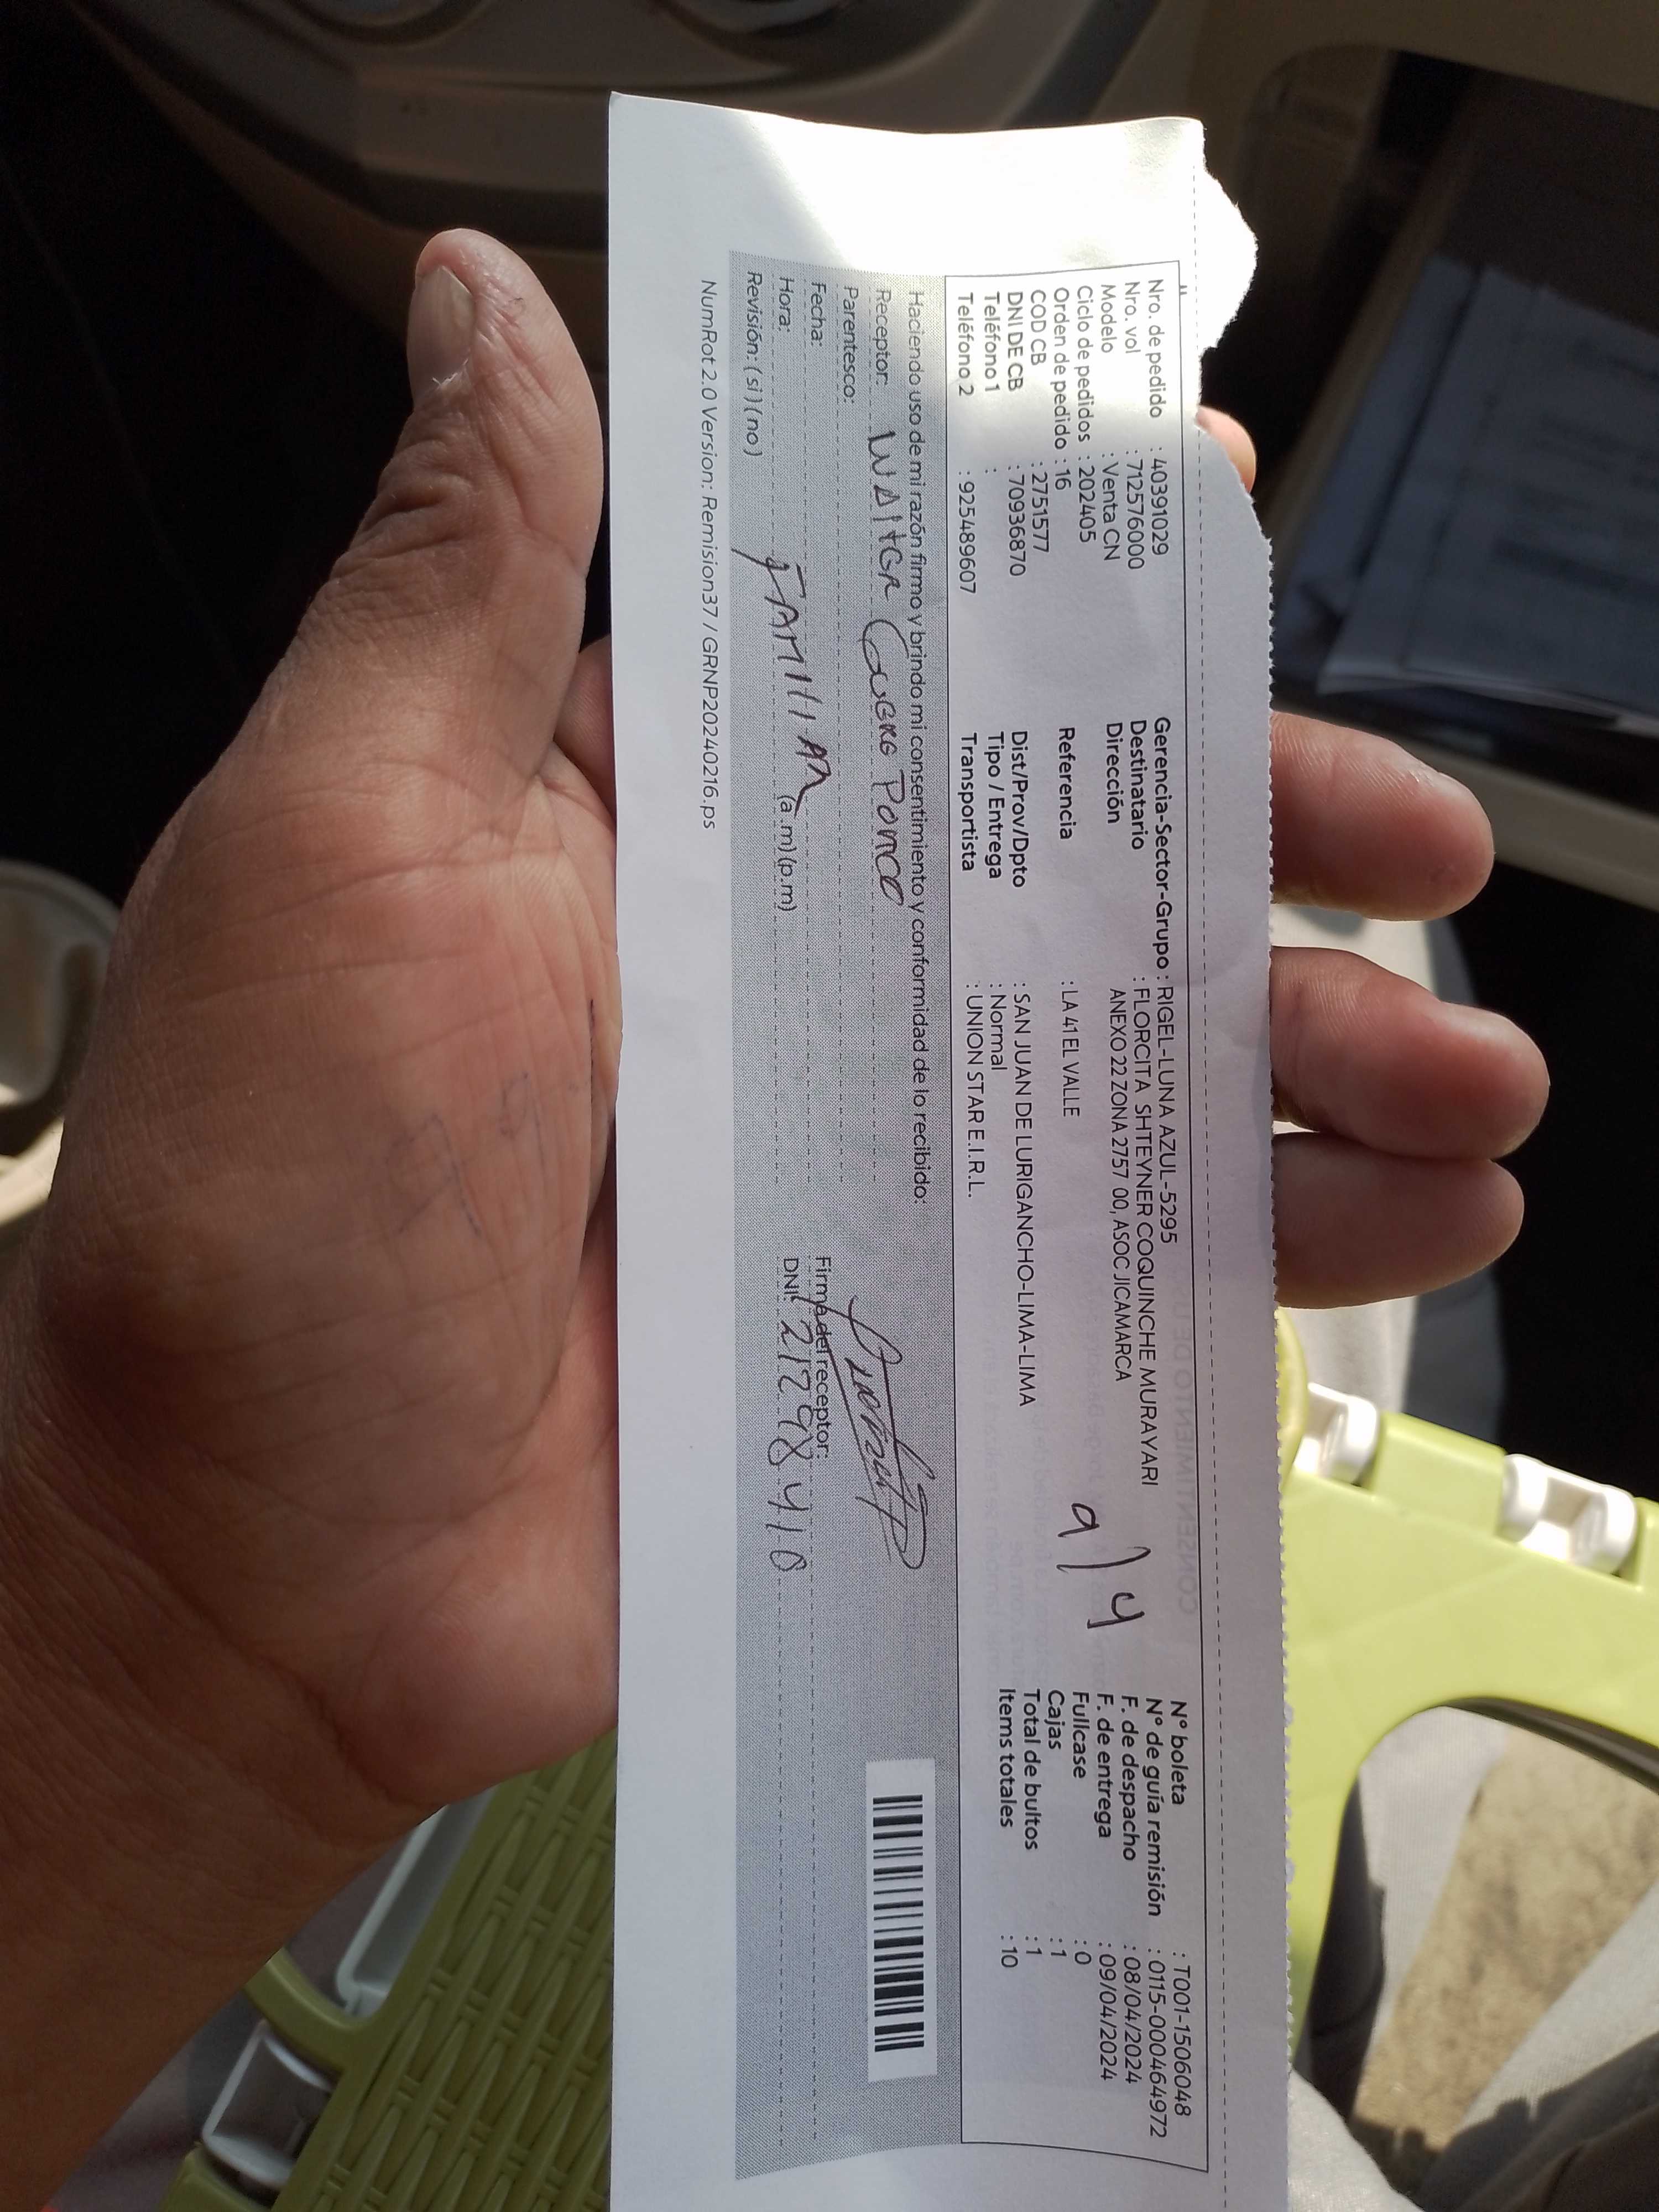 Nro. de pedido : 40391029
Nro. vol : 712576000
Modelo : Venta CN
Ciclo de pedidos : 202405
Orden de pedido : 16
COD CB : 2751577
DNI DE CB : 70936870
Teléfono 1 :
Teléfono 2 : 925489607
Gerencia-Sector-Grupo : RIGEL-LUNA AZUL-5295
Destinatario : FLORCITA SHTEYNER COQUINCHE MURAYARI
Dirección ANEXO 22 ZONA 2757 00, ASOC JICAMARCA
Referencia : LA 41 EL VALLE
Dist/Prov/Dpto : SAN JUAN DE LURIGANCHO-LIMA-LIMA
Tipo / Entrega : Normal
Transportista : UNION STAR E.I.R.L.
9/4
N° boleta : T001-1506048
N° de guía remisión : 0115-000464972
F. de despacho : 08/04/2024
F. de entrega : 09/04/2024
Fullcase : 0
Cajas : 1
Total de bultos : 1
Items totales : 10
Haciendo uso de mi razón firmo y brindo mi consentimiento y conformidad de lo recibido:
Receptor: WAlteR Ponce
Parentesco:
Fecha: FAMIliAR
Hora: (a.m)(p.m)
Revisión: (si)(no)
Firma del receptor:
DNI: 21298410
NumRot 2.0 Version: Remision37 / GRNP20240216.ps